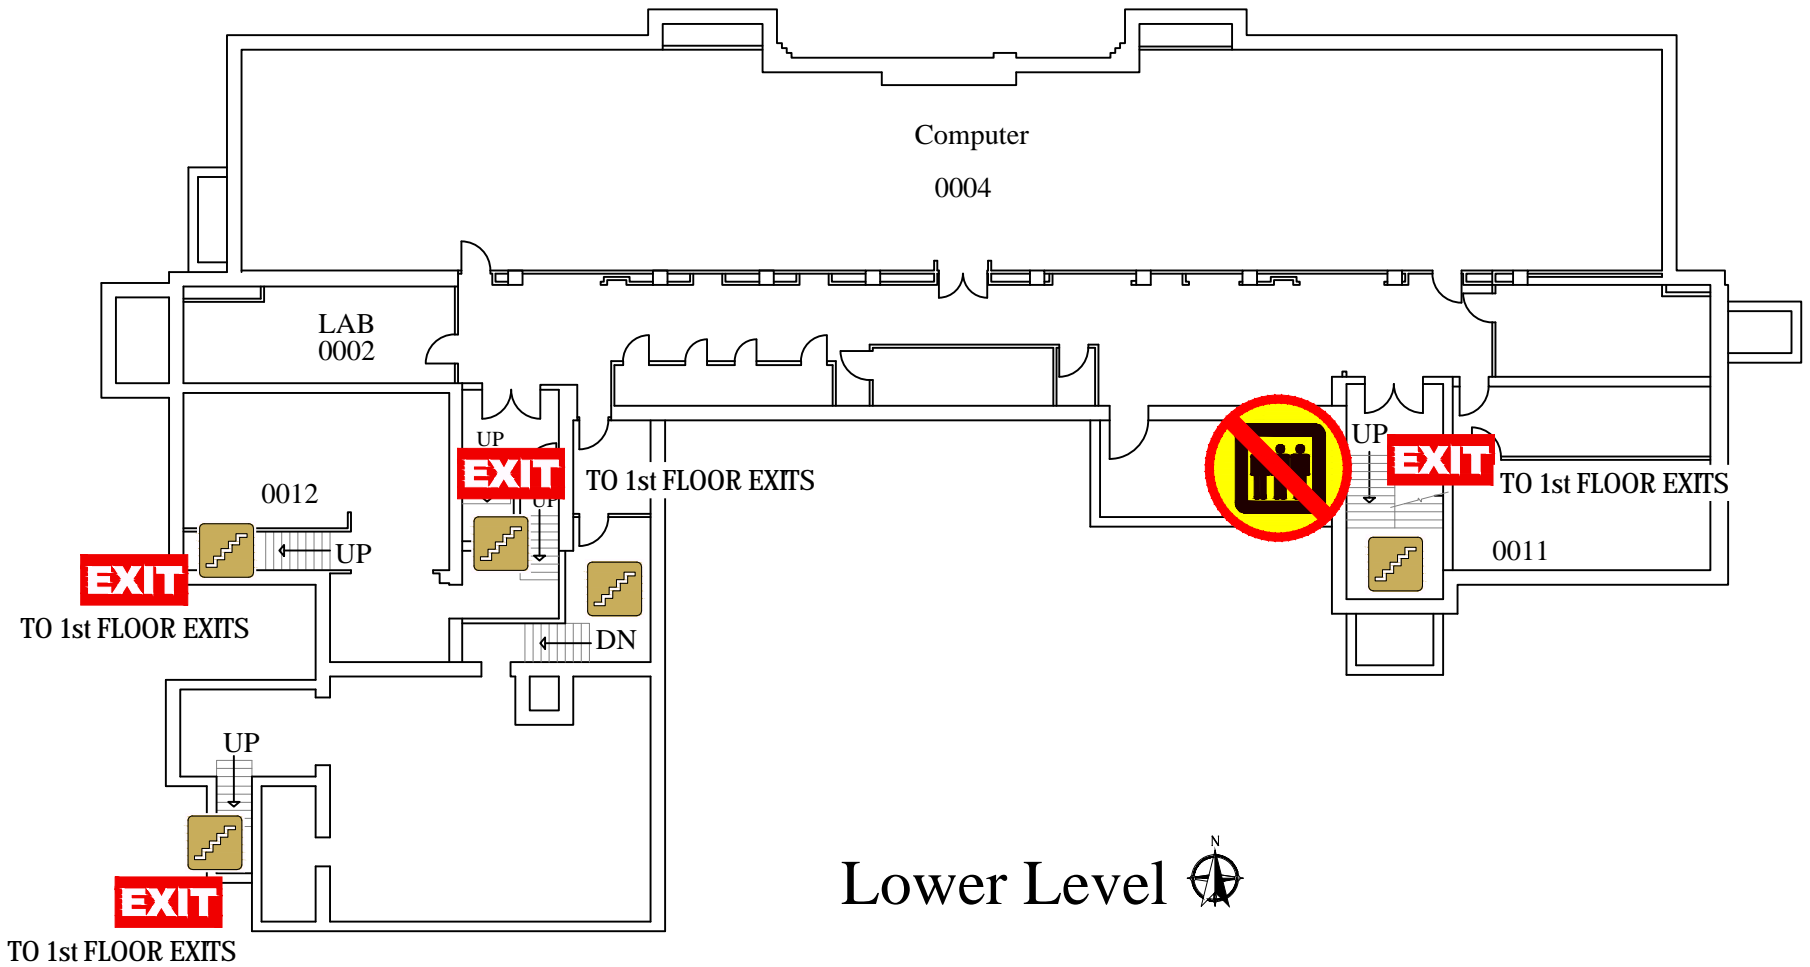 Computer
0004
LAB
0002
UP
UP
EXIT
EXIT
TO 1st FLOOR EXITS
TO 1st FLOOR EXITS
0012
UP
UP
0011
EXIT
TO 1st FLOOR EXITS
DN
UP
N
Lower Level
EXIT
TO 1st FLOOR EXITS